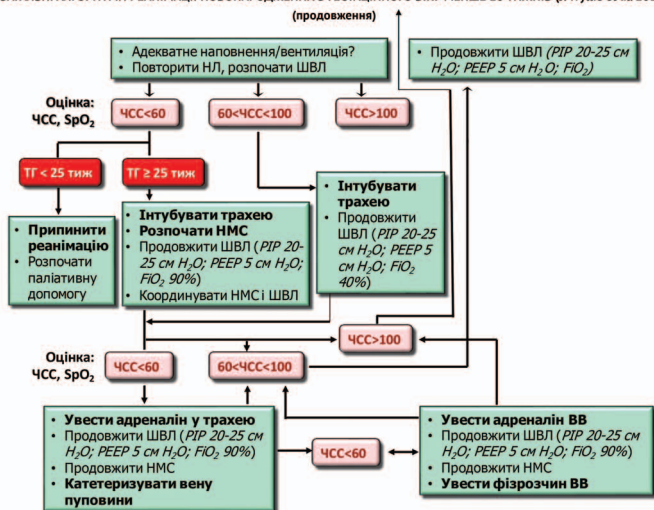 (продовження)
• Адекватне наповнення/вентиляція?
• Повторити НЛ, розпочати ШВЛ
• Продовжити ШВЛ (PIP 20-25 см
H₂O; PEEP 5 см H₂O; FiO₂)
Оцінка:
ЧСС, SpO₂
ЧСС<60
60<ЧСС<100
ЧСС>100
ТГ < 25 тиж
ТГ ≥ 25 тиж
• Припинити
реанімацію
• Розпочати
паліативну
допомогу
• Інтубувати трахею
• Розпочати НМС
• Продовжити ШВЛ (PIP 20-
25 см H₂O; PEEP 5 см H₂O;
FiO₂ 90%)
• Координувати НМС і ШВЛ
• Інтубувати
трахею
• Продовжити
ШВЛ (PIP 20-25
см H₂O; PEEP 5
см H₂O; FiO₂
40%)
Оцінка:
ЧСС, SpO₂
ЧСС<60
60<ЧСС<100
ЧСС>100
• Увести адреналін у трахею
• Продовжити ШВЛ (PIP 20-25 см
H₂O; PEEP 5 см H₂O; FiO₂ 90%)
• Продовжити НМС
• Катетеризувати вену
пуповини
ЧСС<60
• Увести адреналін ВВ
• Продовжити ШВЛ (PIP 20-25 см
H₂O; PEEP 5 см H₂O; FiO₂ 90%)
• Продовжити НМС
• Увести фізрозчин ВВ